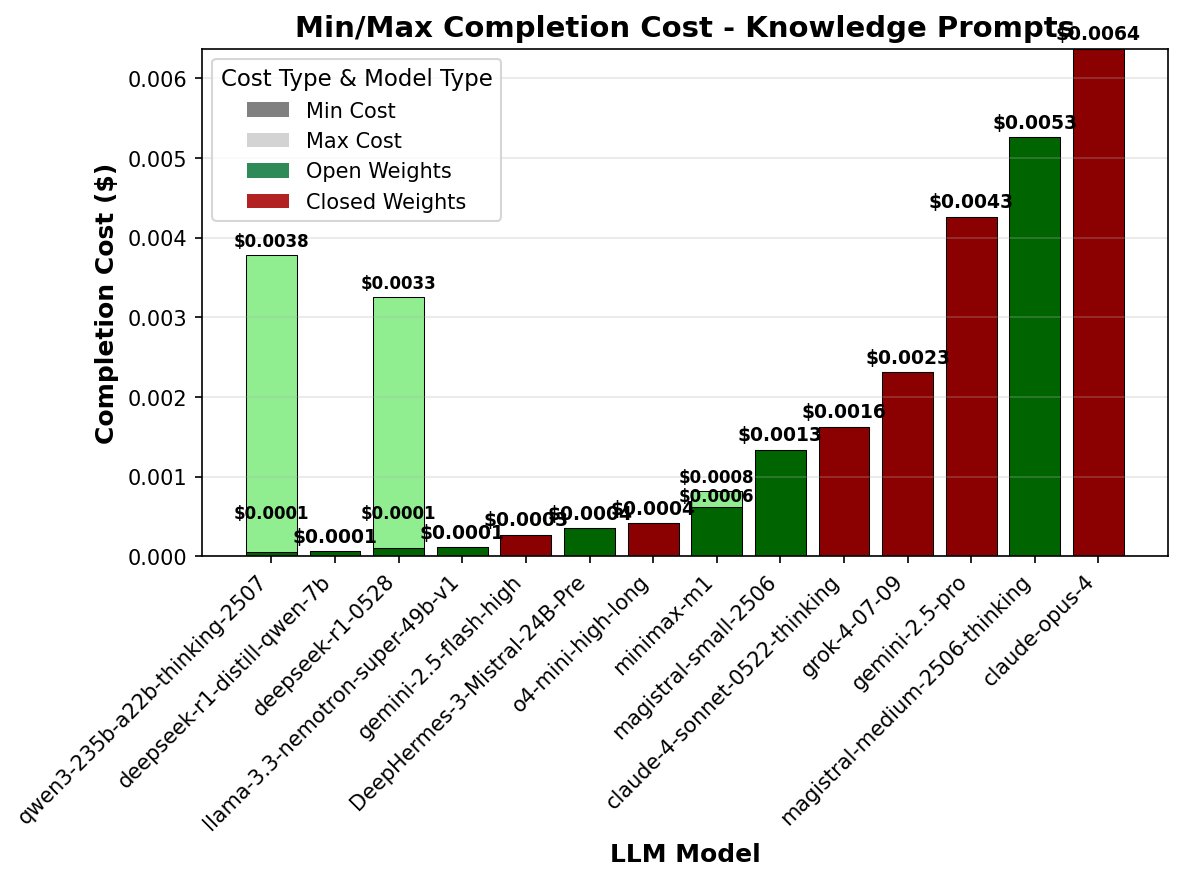 Min/Max Completion Cost - Knowledge Prompts
Completion Cost ($)
0.006
0.005
0.004
0.003
0.002
0.001
0.000
Cost Type & Model Type
Min Cost
Max Cost
Open Weights
Closed Weights
$0.0038
$0.0001
$0.0001
$0.0033
$0.0001
$0.0001
$0.0003
$0.0004
$0.0004
$0.0008
$0.0006
$0.0013
$0.0016
$0.0023
$0.0043
$0.0053
$0.0064
qwen3-235b-a22b-thinking-2507
deepseek-r1-distill-qwen-7b
deepseek-r1-0528
llama-3.3-nemotron-super-49b-v1
gemini-2.5-flash-high
DeepHermes-3-Mistral-24B-Pre
o4-mini-high-long
minimax-m1
magistral-small-2506
claude-4-sonnet-0522-thinking
grok-4-07-09
gemini-2.5-pro
magistral-medium-2506-thinking
claude-opus-4
LLM Model